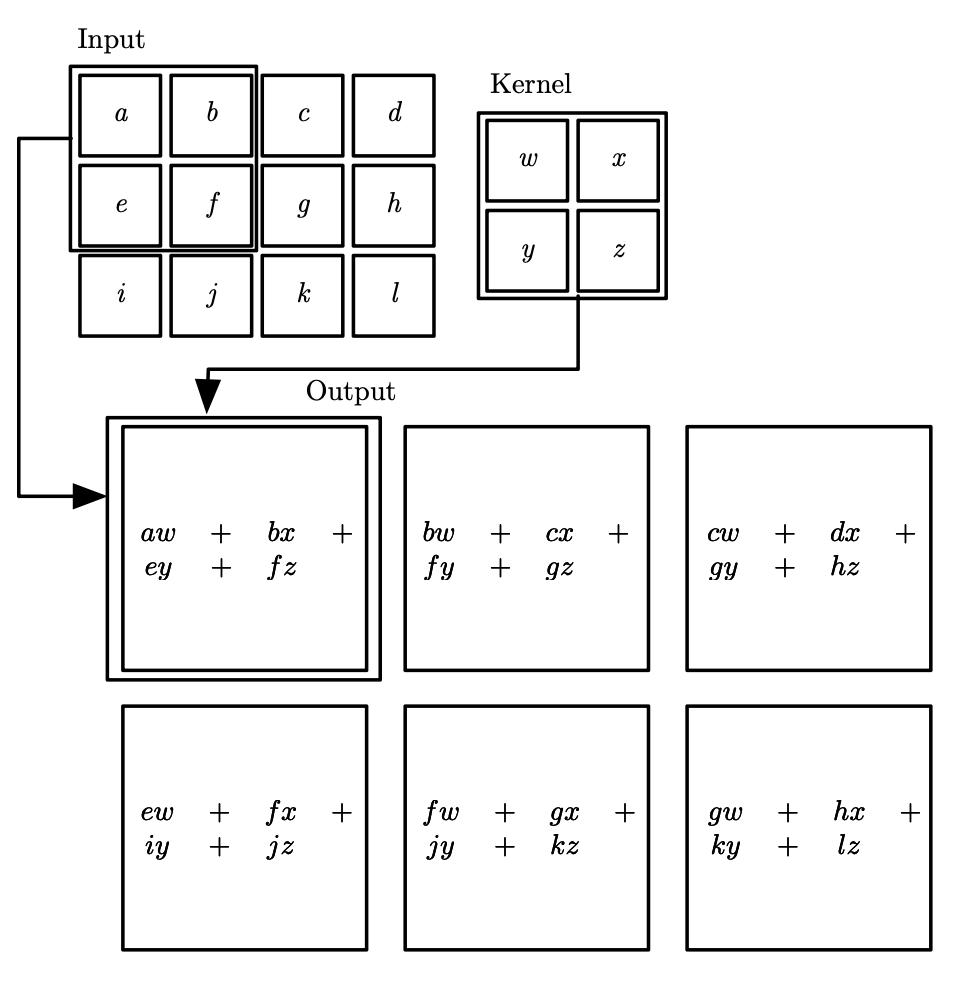 Input
Kernel
a b c d
w x
e f g h
y z
i j k l
Output
aw + bx +
ey + fz
bw + cx +
fy + gz
cw + dx +
gy + hz
ew + fx +
iy + jz
fw + gx +
jy + kz
gw + hx +
ky + lz